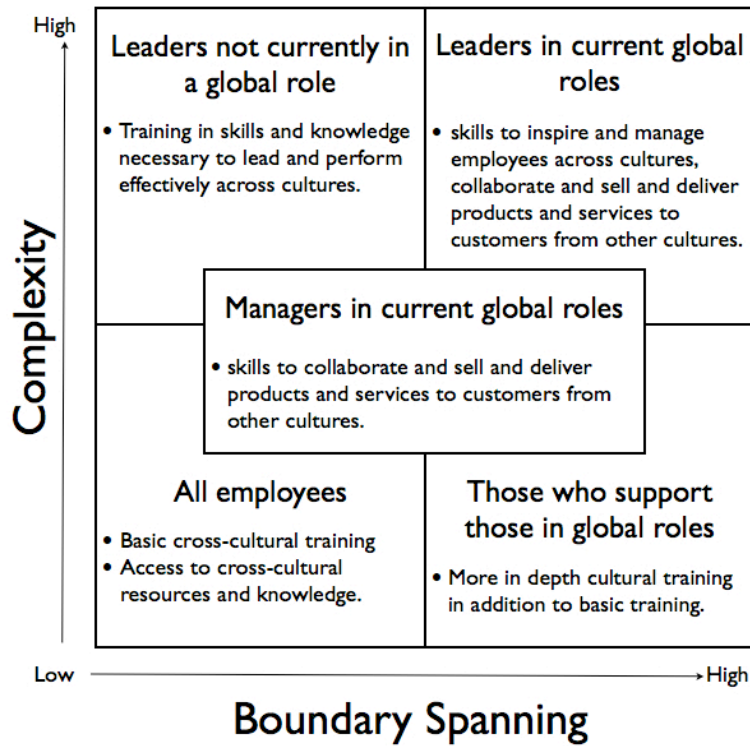 High
Leaders not currently in
a global role
• Training in skills and knowledge
necessary to lead and perform
effectively across cultures.
Leaders in current global
roles
• skills to inspire and manage
employees across cultures,
collaborate and sell and deliver
products and services to
customers from other cultures.
Complexity
Managers in current global roles
• skills to collaborate and sell and deliver
products and services to customers from
other cultures.
All employees
• Basic cross-cultural training
• Access to cross-cultural
resources and knowledge.
Those who support
those in global roles
• More in depth cultural training
in addition to basic training.
Low
High
Boundary Spanning